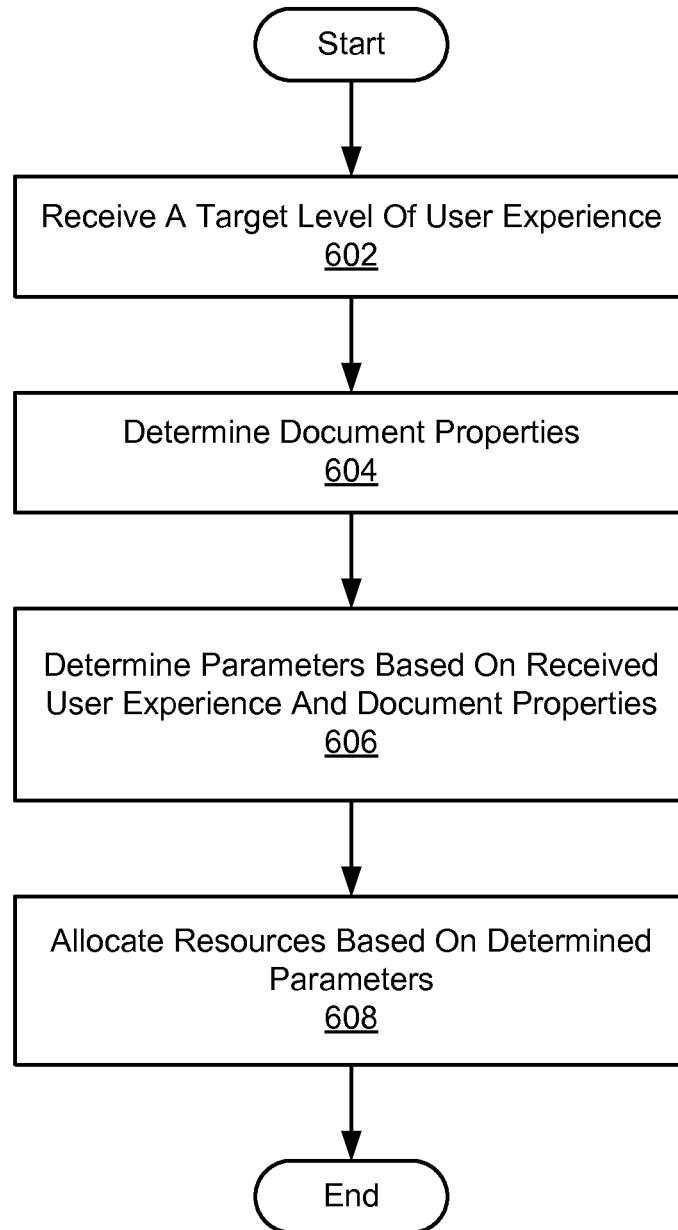 Start
Receive A Target Level Of User Experience
602
Determine Document Properties
604
Determine Parameters Based On Received
User Experience And Document Properties
606
Allocate Resources Based On Determined
Parameters
608
End